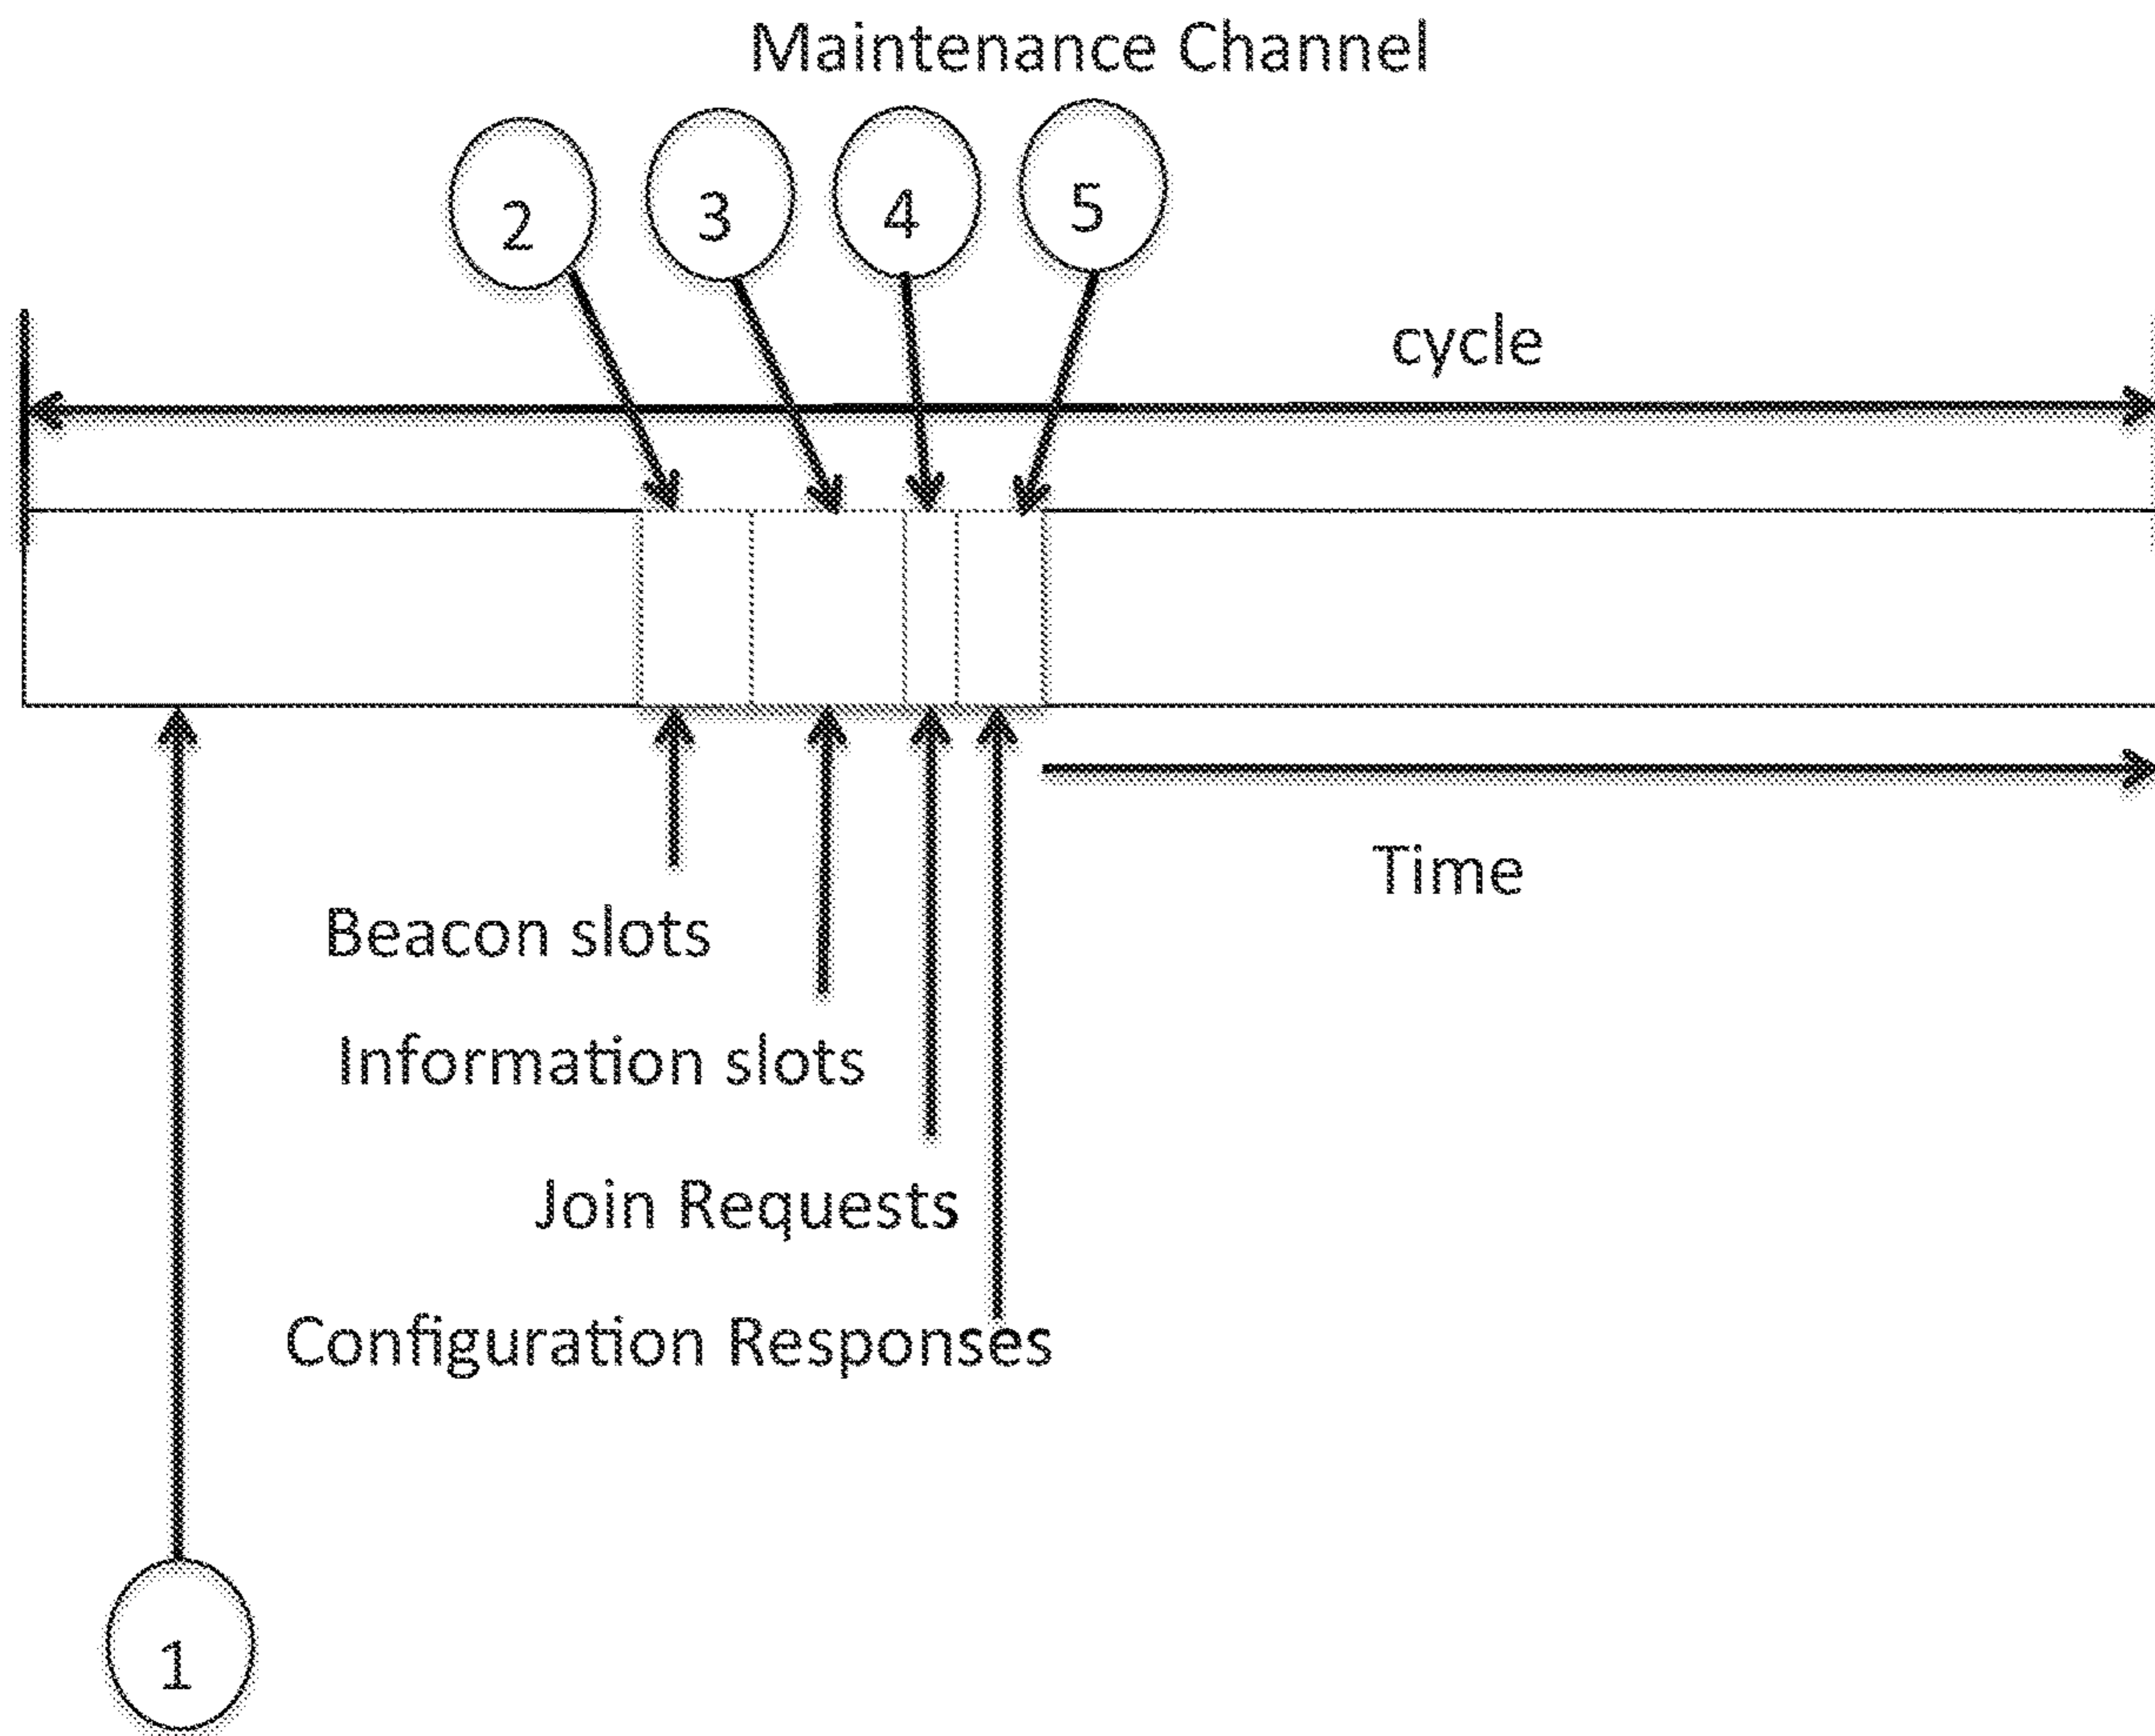 Maintenance Channel
2 3 4 5
cycle
Time
Beacon slots
Information slots
Join Requests
Configuration Responses
1